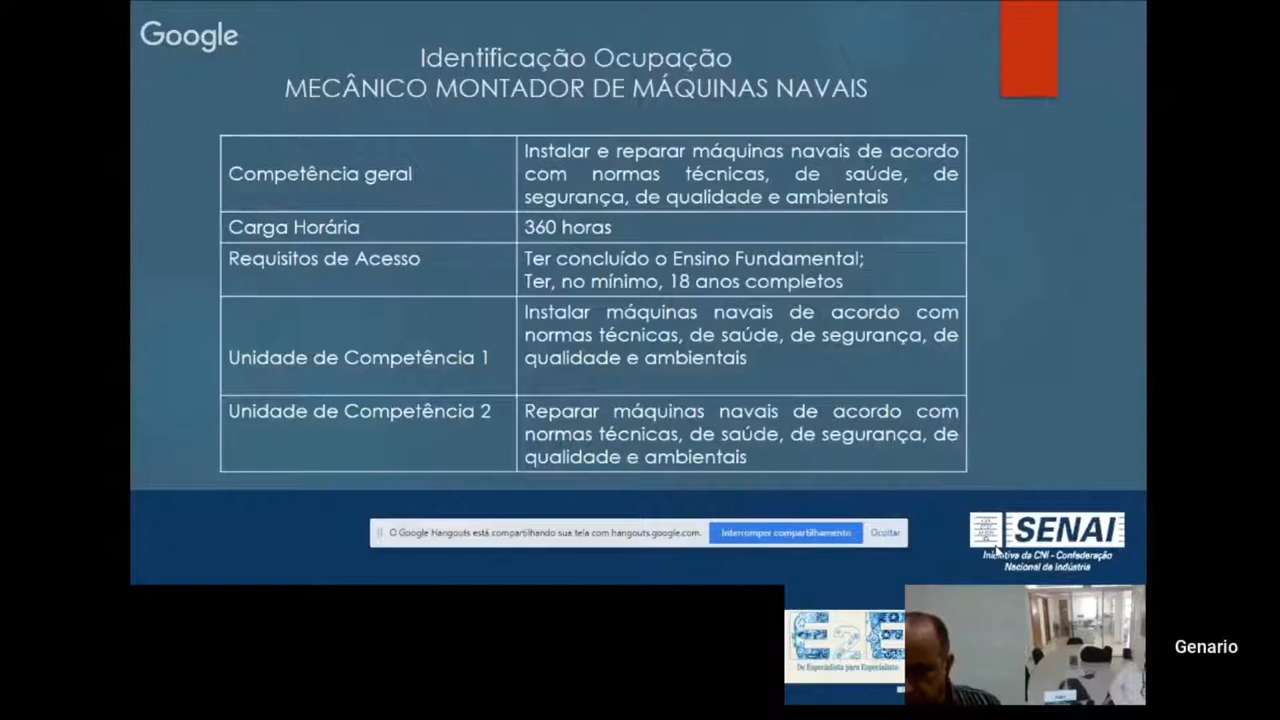 Google
Identificação Ocupação
MECÂNICO MONTADOR DE MÁQUINAS NAVAIS
Competência geral
Instalar e reparar máquinas navais de acordo
com normas técnicas, de saúde, de
segurança, de qualidade e ambientais
Carga Horária
360 horas
Requisitos de Acesso
Ter concluído o Ensino Fundamental;
Ter, no mínimo, 18 anos completos
Unidade de Competência 1
Instalar máquinas navais de acordo com
normas técnicas, de saúde, de segurança, de
qualidade e ambientais
Unidade de Competência 2
Reparar máquinas navais de acordo com
normas técnicas, de saúde, de segurança, de
qualidade e ambientais
O Google Hangouts está compartilhando sua tela com hangouts.google.com.
Interromper compartilhamento
Ocultar
SENAI
Iniciativa da CNI - Confederação
Nacional da Indústria
E2E
De Especialista para Especialista
Genario